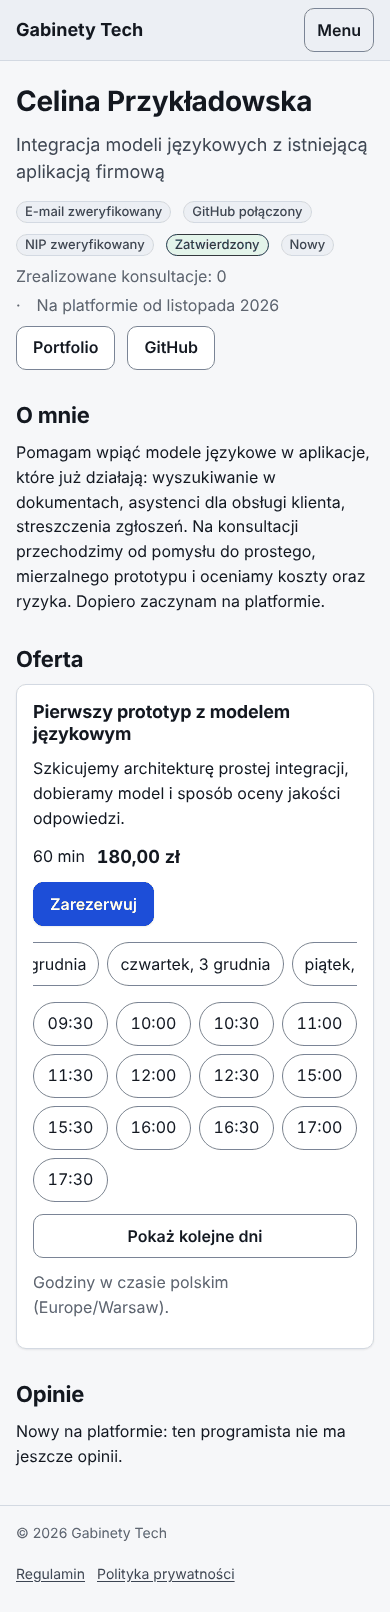 Gabinety Tech
Menu
Celina Przykładowska
Integracja modeli językowych z istniejącą
aplikacją firmową
E-mail zweryfikowany GitHub połączony
NIP zweryfikowany Zatwierdzony Nowy
Zrealizowane konsultacje: 0
· Na platformie od listopada 2026
Portfolio GitHub
O mnie
Pomagam wpiąć modele językowe w aplikacje,
które już działają: wyszukiwanie w
dokumentach, asystenci dla obsługi klienta,
streszczenia zgłoszeń. Na konsultacji
przechodzimy od pomysłu do prostego,
mierzalnego prototypu i oceniamy koszty oraz
ryzyka. Dopiero zaczynam na platformie.
Oferta
Pierwszy prototyp z modelem
językowym
Szkicujemy architekturę prostej integracji,
dobieramy model i sposób oceny jakości
odpowiedzi.
60 min 180,00 zł
Zarezerwuj
grudnia czwartek, 3 grudnia piątek,
09:30 10:00 10:30 11:00
11:30 12:00 12:30 15:00
15:30 16:00 16:30 17:00
17:30
Pokaż kolejne dni
Godziny w czasie polskim
(Europe/Warsaw).
Opinie
Nowy na platformie: ten programista nie ma
jeszcze opinii.
© 2026 Gabinety Tech
Regulamin Polityka prywatności